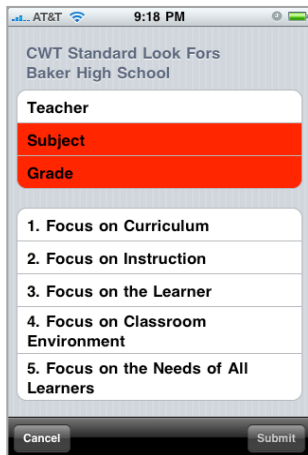 AT&T 9:18 PM
CWT Standard Look Fors
Baker High School
Teacher
Subject
Grade
1. Focus on Curriculum
2. Focus on Instruction
3. Focus on the Learner
4. Focus on Classroom
Environment
5. Focus on the Needs of All
Learners
Cancel Submit